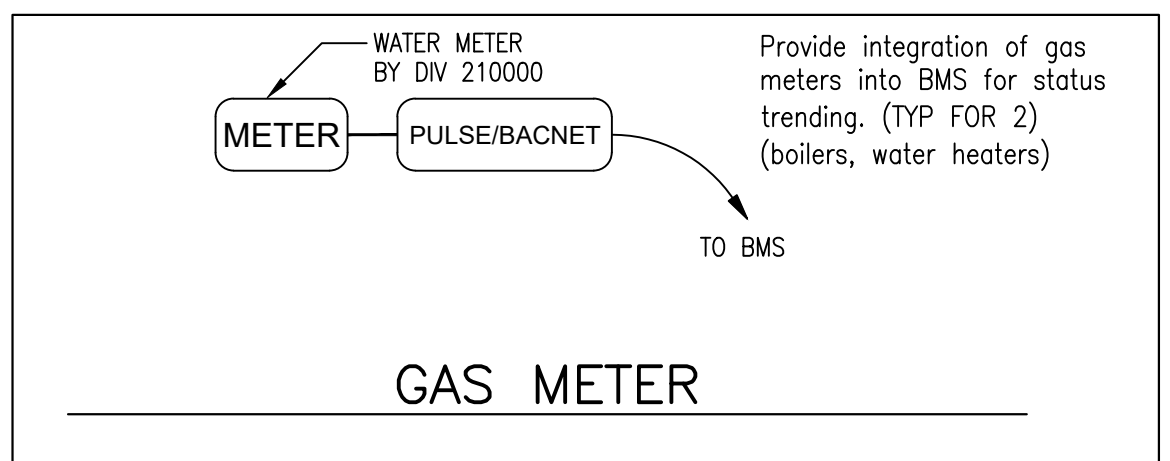 WATER METER
BY DIV 210000
METER
PULSE/BACNET
TO BMS
Provide integration of gas
meters into BMS for status
trending. (TYP FOR 2)
(boilers, water heaters)
GAS METER